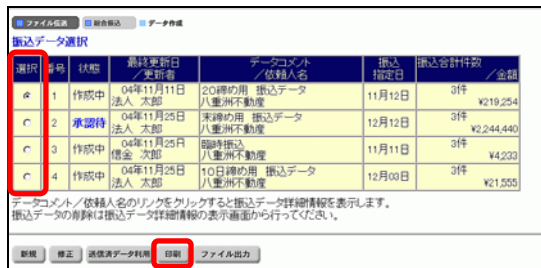 ファイル伝送 総合振込 データ作成
振込データ選択
選択 番号 状態 最終更新日／更新者 データコメント／依頼人名 振込指定日 振込合計件数／金額
1 作成中 04年11月11日 法人 太郎 20締め用 振込データ 八重洲不動産 11月12日 3件 ¥219,254
2 承認待 04年11月25日 法人 太郎 末締め用 振込データ 八重洲不動産 12月12日 3件 ¥2,244,440
3 作成中 04年11月25日 信金 次郎 臨時振込 八重洲不動産 11月11日 3件 ¥4,233
4 作成中 04年11月25日 法人 太郎 10日締め用 振込データ 八重洲不動産 12月03日 3件 ¥21,555
データコメント／依頼人名のリンクをクリックすると振込データ詳細情報を表示します。
振込データの削除は振込データ詳細情報の表示画面から行ってください。
新規 修正 送信済データ利用 印刷 ファイル出力